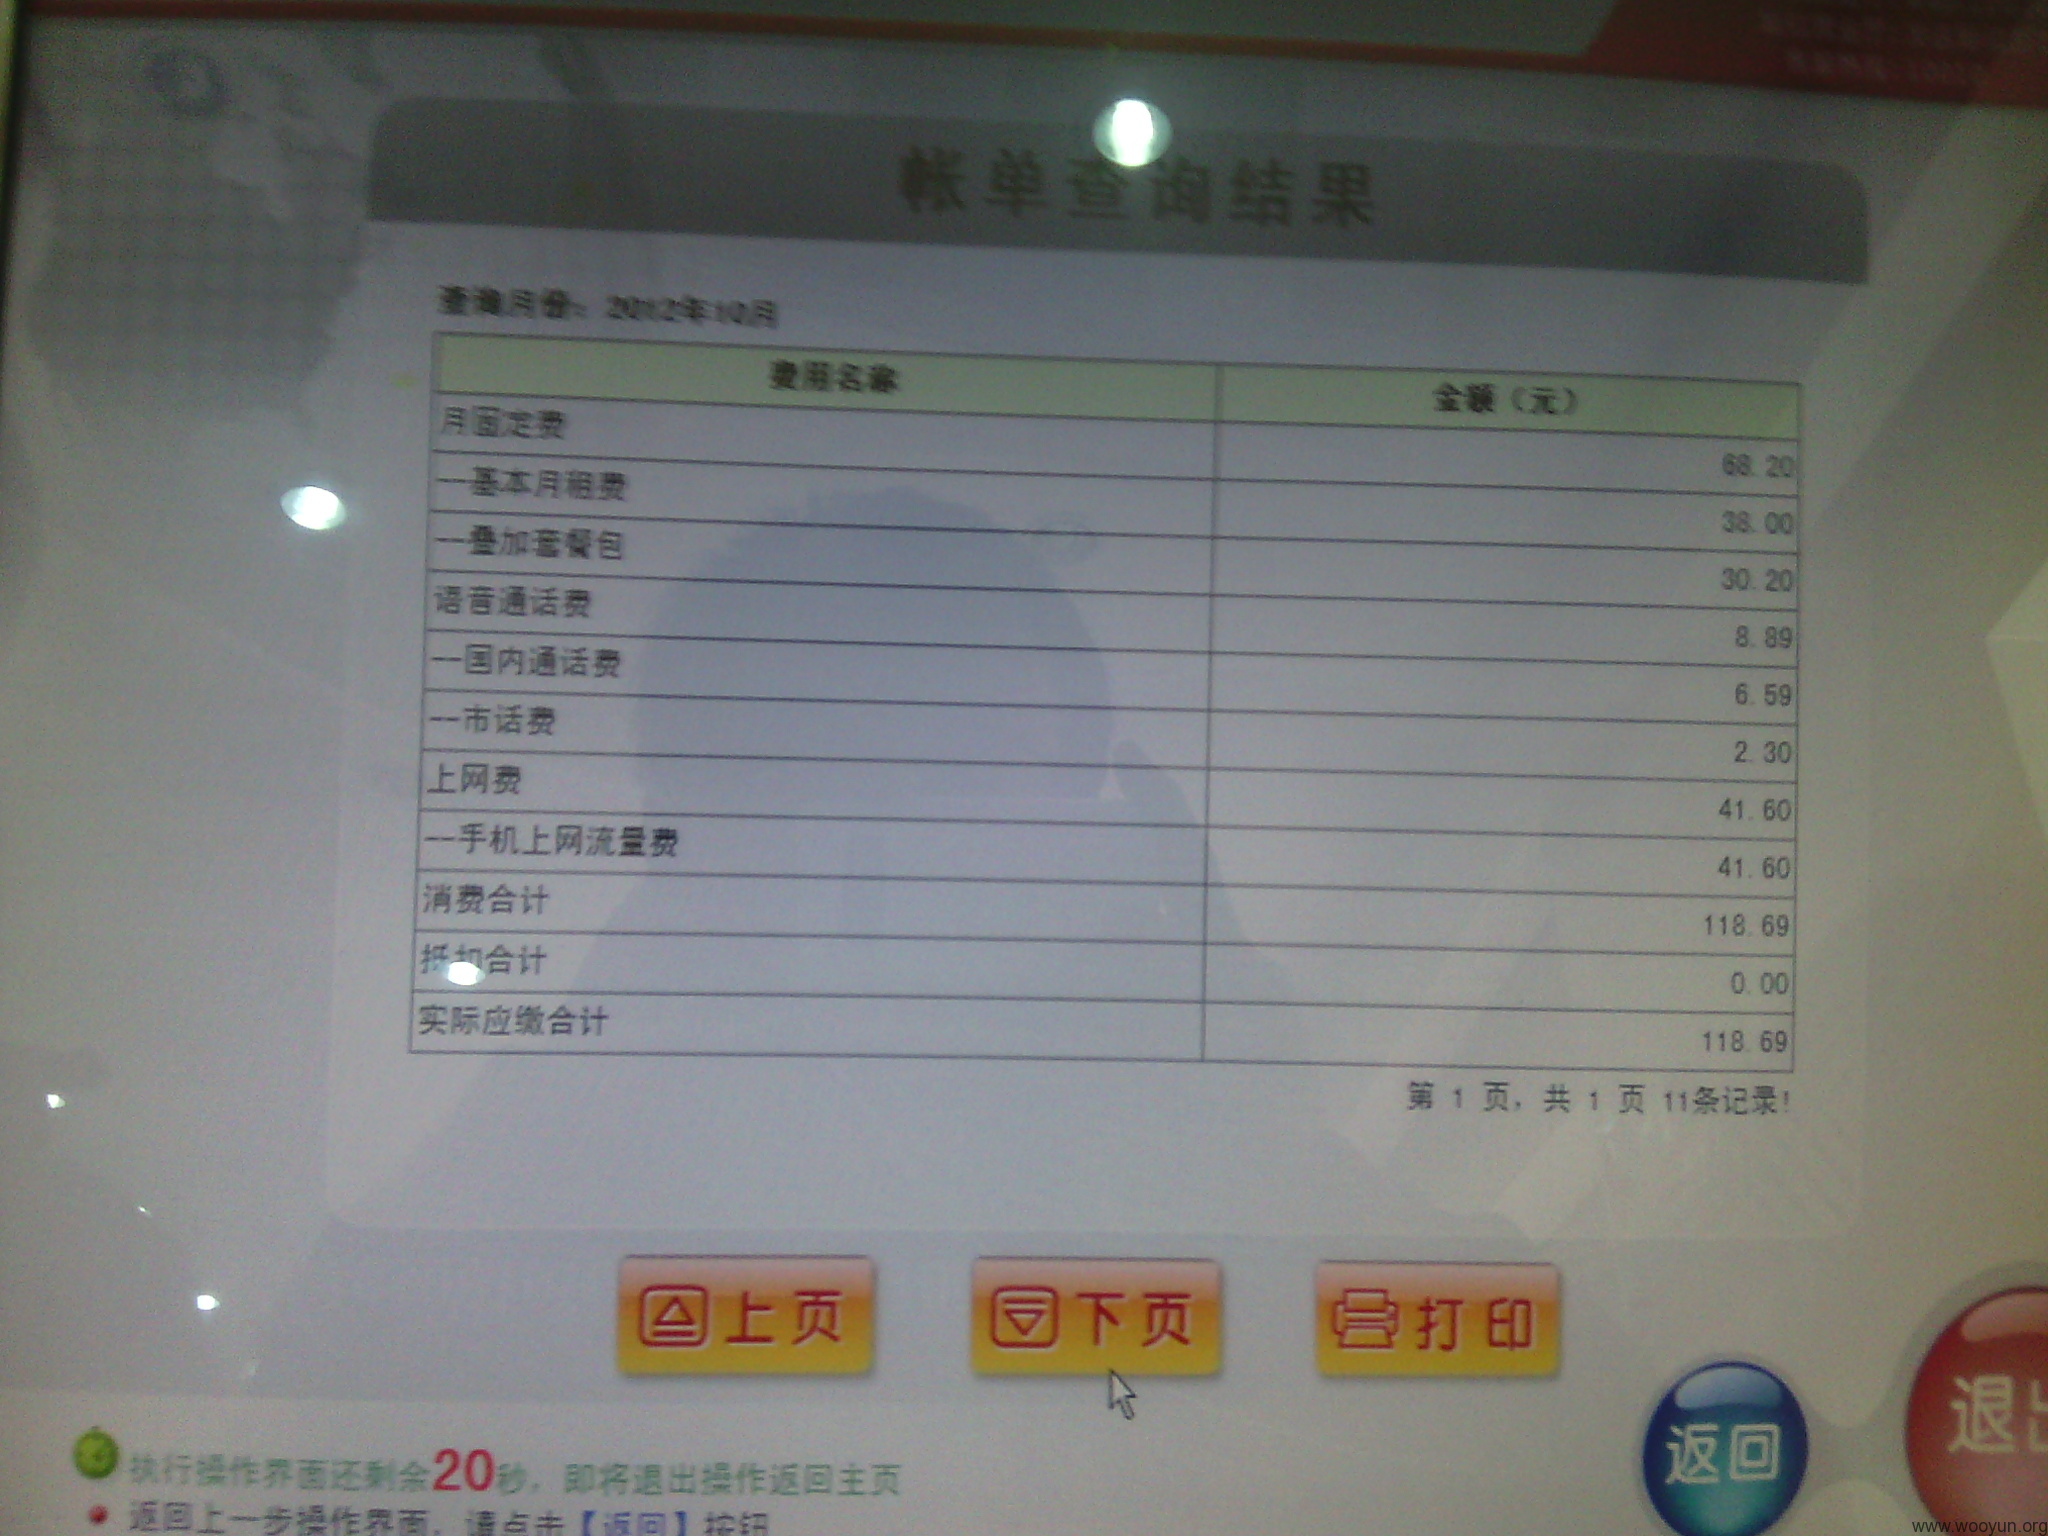 帐单查询结果
查询月份：2012年10月
费用名称 金额（元）
月固定费 68.20
--基本月租费 38.00
--叠加套餐包 30.20
语音通话费 8.89
--国内通话费 6.59
--市话费 2.30
上网费 41.60
--手机上网流量费 41.60
消费合计 118.69
抵扣合计 0.00
实际应缴合计 118.69
第 1 页，共 1 页 11条记录!
上页 下页 打印
返回 退出
执行操作界面还剩余20秒，即将退出操作返回主页
返回上一步操作界面，请点击【返回】按钮
www.wooyun.org